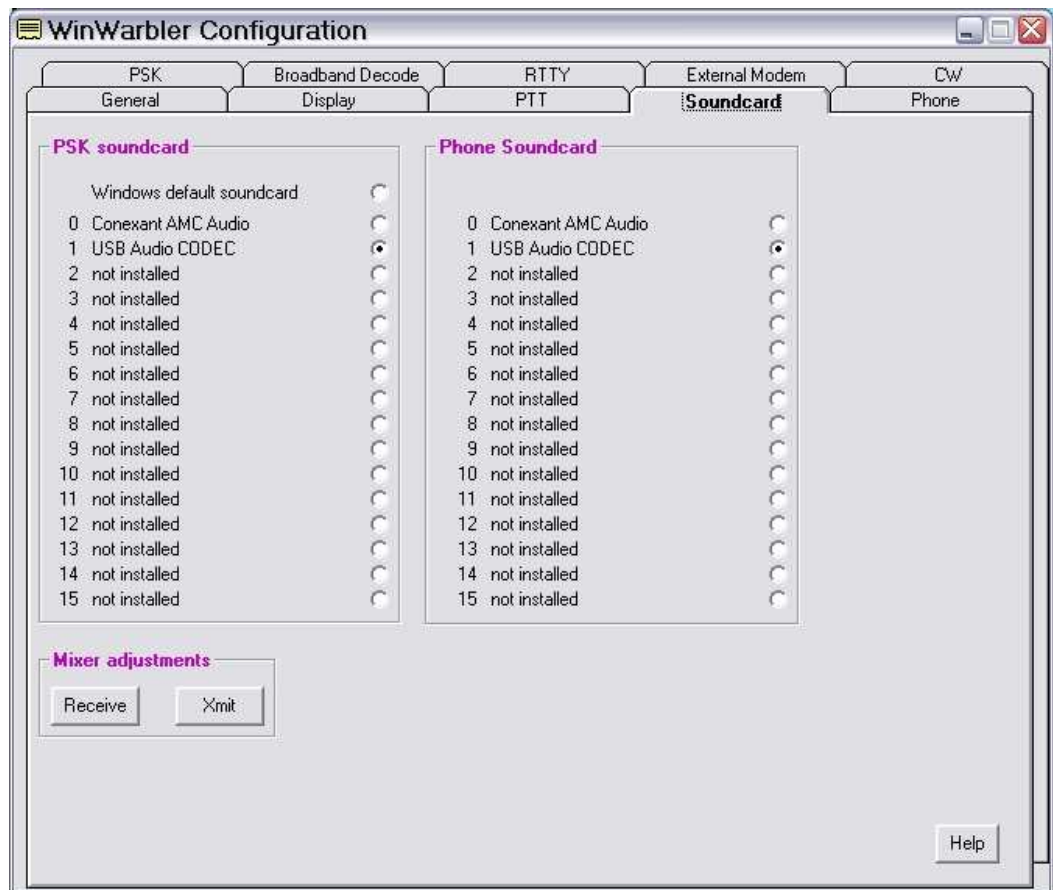 WinWarbler Configuration
PSK Broadband Decode RTTY External Modem CW
General Display PTT Soundcard Phone
PSK soundcard
Windows default soundcard
0 Conexant AMC Audio
1 USB Audio CODEC
2 not installed
3 not installed
4 not installed
5 not installed
6 not installed
7 not installed
8 not installed
9 not installed
10 not installed
11 not installed
12 not installed
13 not installed
14 not installed
15 not installed
Phone Soundcard
0 Conexant AMC Audio
1 USB Audio CODEC
2 not installed
3 not installed
4 not installed
5 not installed
6 not installed
7 not installed
8 not installed
9 not installed
10 not installed
11 not installed
12 not installed
13 not installed
14 not installed
15 not installed
Mixer adjustments
Receive Xmit
Help